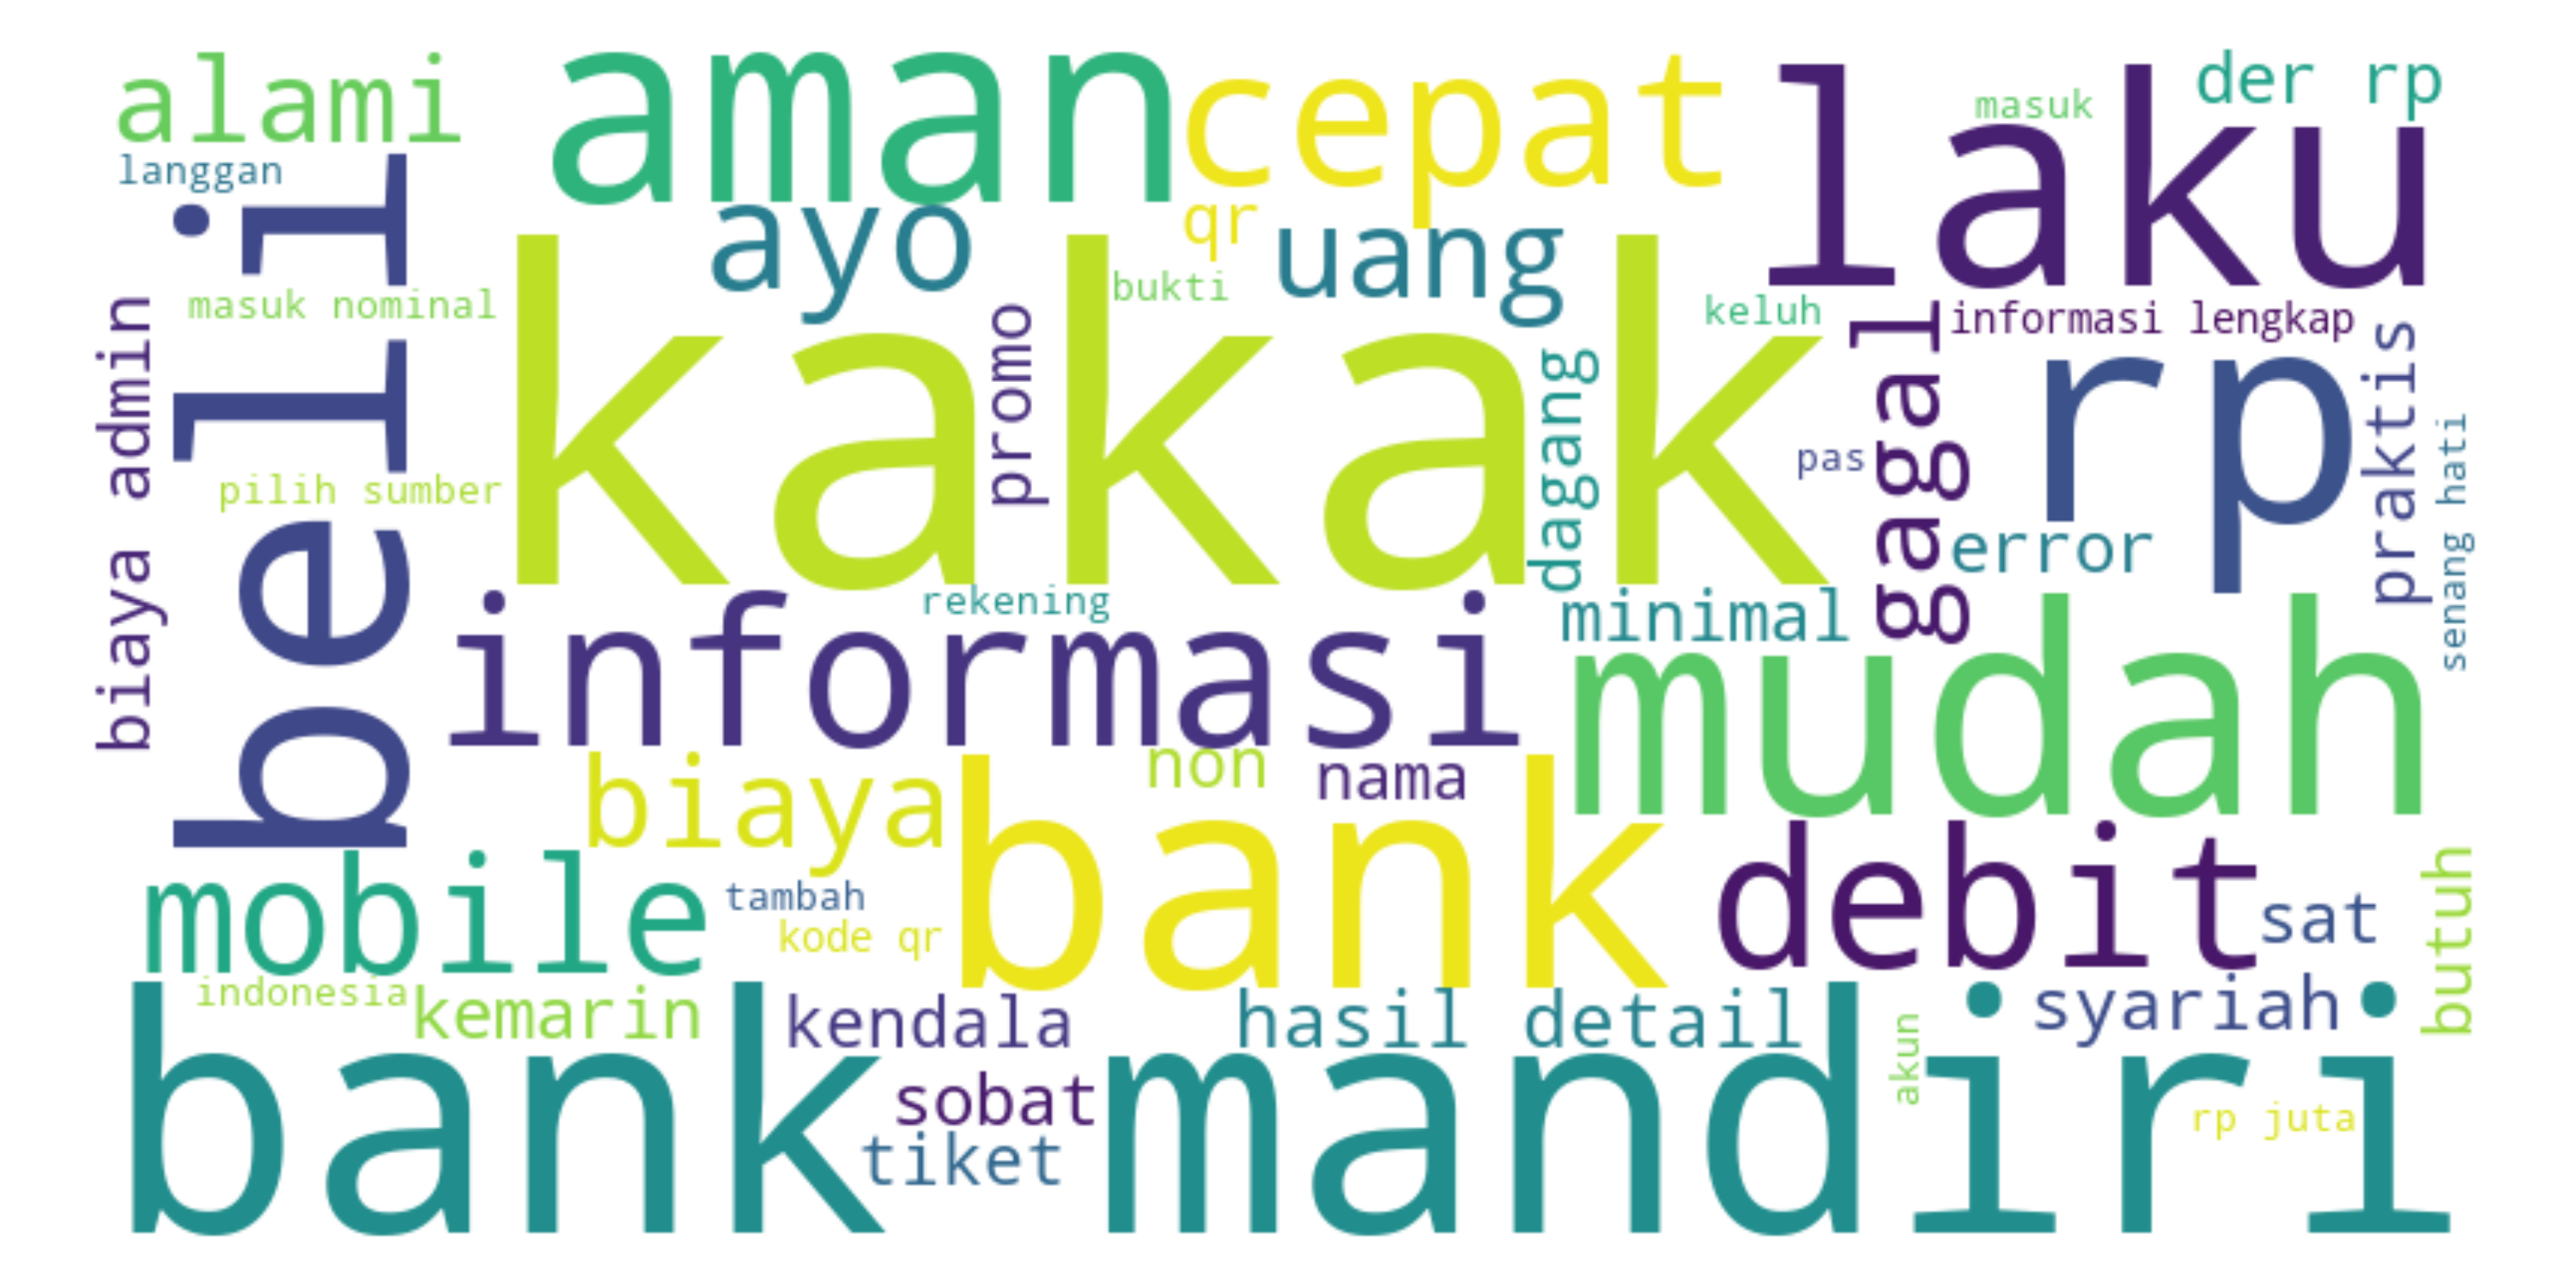 alami
aman
cepat
laku
masuk
der rp
langgan
beli
ayo
qr
uang
masuk nominal
kakak
bukti
keluh
informasi lengkap
biaya admin
promo
dagang
gagal
rp
praktis
pas
senang hati
pilih sumber
error
rekening
minimal
informasi
mudah
biaya
non
nama
bank
debit
mobile
tambah
kode qr
sat
butuh
indonesia
kemarin
kendala
hasil detail
syariah
bank mandiri
akun
sobat
rp juta
tiket